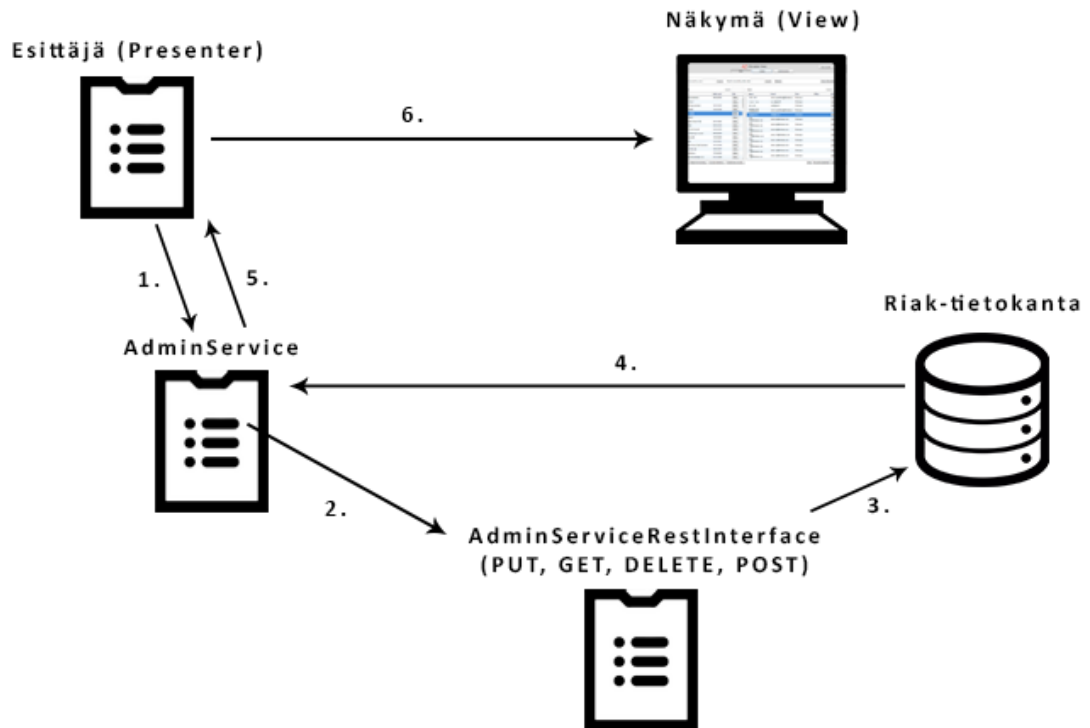 Näkymä (View)
Esittäjä (Presenter)
6.
1.
5.
Riak-tietokanta
AdminService
4.
2.
3.
AdminServiceRestInterface
(PUT, GET, DELETE, POST)